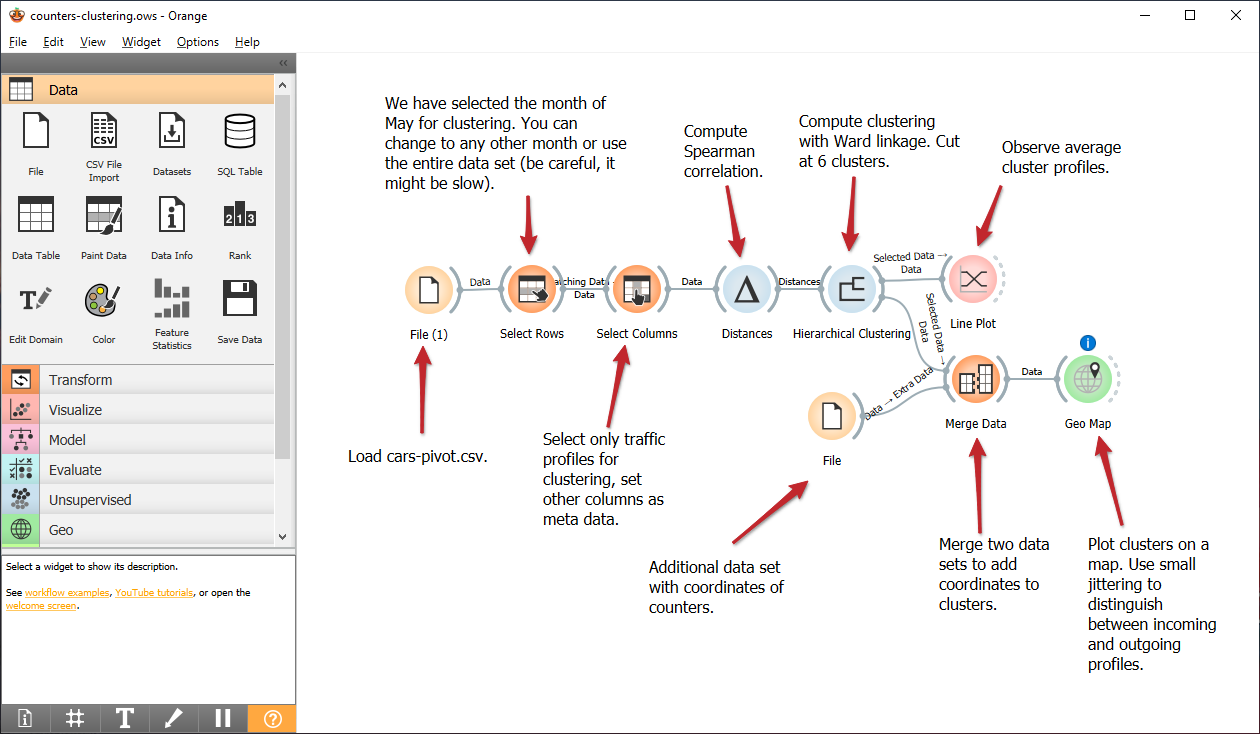 counters-clustering.ows - Orange
File Edit View Widget Options Help
Data
File
CSV File
Import
Datasets
SQL Table
Data Table
Paint Data
Data Info
Rank
Edit Domain
Color
Feature
Statistics
Save Data
Transform
Visualize
Model
Evaluate
Unsupervised
Geo
Select a widget to show its description.
See workflow examples, YouTube tutorials, or open the
welcome screen.
We have selected the month of
May for clustering. You can
change to any other month or use
the entire data set (be careful, it
might be slow).
Compute
Spearman
correlation.
Compute clustering
with Ward linkage. Cut
at 6 clusters.
Observe average
cluster profiles.
File (1)
Data
Select Rows
atching Data
Data
Select Columns
Data
Distances
Distances
Hierarchical Clustering
Selected Data →
Data
Line Plot
Selected Data →
Data
File
Data → Extra Data
Merge Data
Data
i
Geo Map
Load cars-pivot.csv.
Select only traffic
profiles for
clustering, set
other columns as
meta data.
Additional data set
with coordinates of
counters.
Merge two data
sets to add
coordinates to
clusters.
Plot clusters on a
map. Use small
jittering to
distinguish
between incoming
and outgoing
profiles.